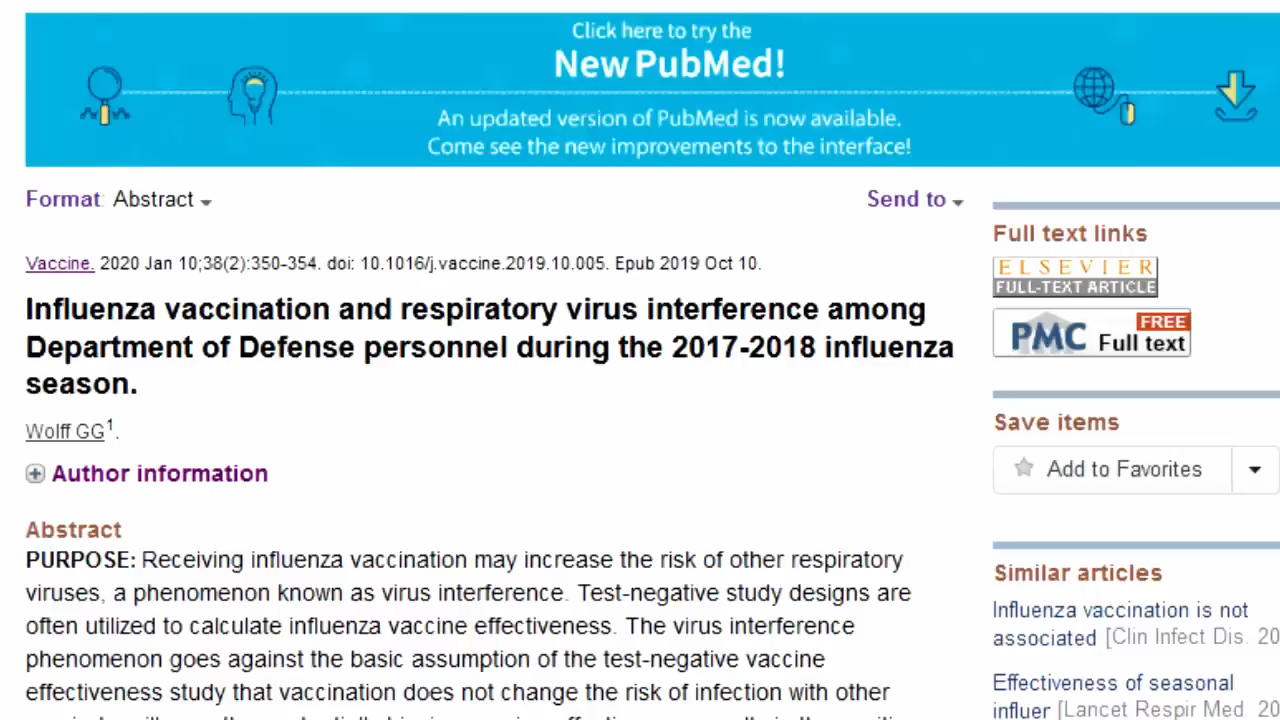 Click here to try the
New PubMed!
An updated version of PubMed is now available.
Come see the new improvements to the interface!
Format: Abstract
Send to
Vaccine. 2020 Jan 10;38(2):350-354. doi: 10.1016/j.vaccine.2019.10.005. Epub 2019 Oct 10.
Influenza vaccination and respiratory virus interference among
Department of Defense personnel during the 2017-2018 influenza
season.
Wolff GG1.
Author information
Abstract
PURPOSE: Receiving influenza vaccination may increase the risk of other respiratory
viruses, a phenomenon known as virus interference. Test-negative study designs are
often utilized to calculate influenza vaccine effectiveness. The virus interference
phenomenon goes against the basic assumption of the test-negative vaccine
effectiveness study that vaccination does not change the risk of infection with other
Full text links
ELSEVIER
FULL-TEXT ARTICLE
FREE
PMC Full text
Save items
Add to Favorites
Similar articles
Influenza vaccination is not
associated [Clin Infect Dis. 20
Effectiveness of seasonal
influer [Lancet Respir Med. 20